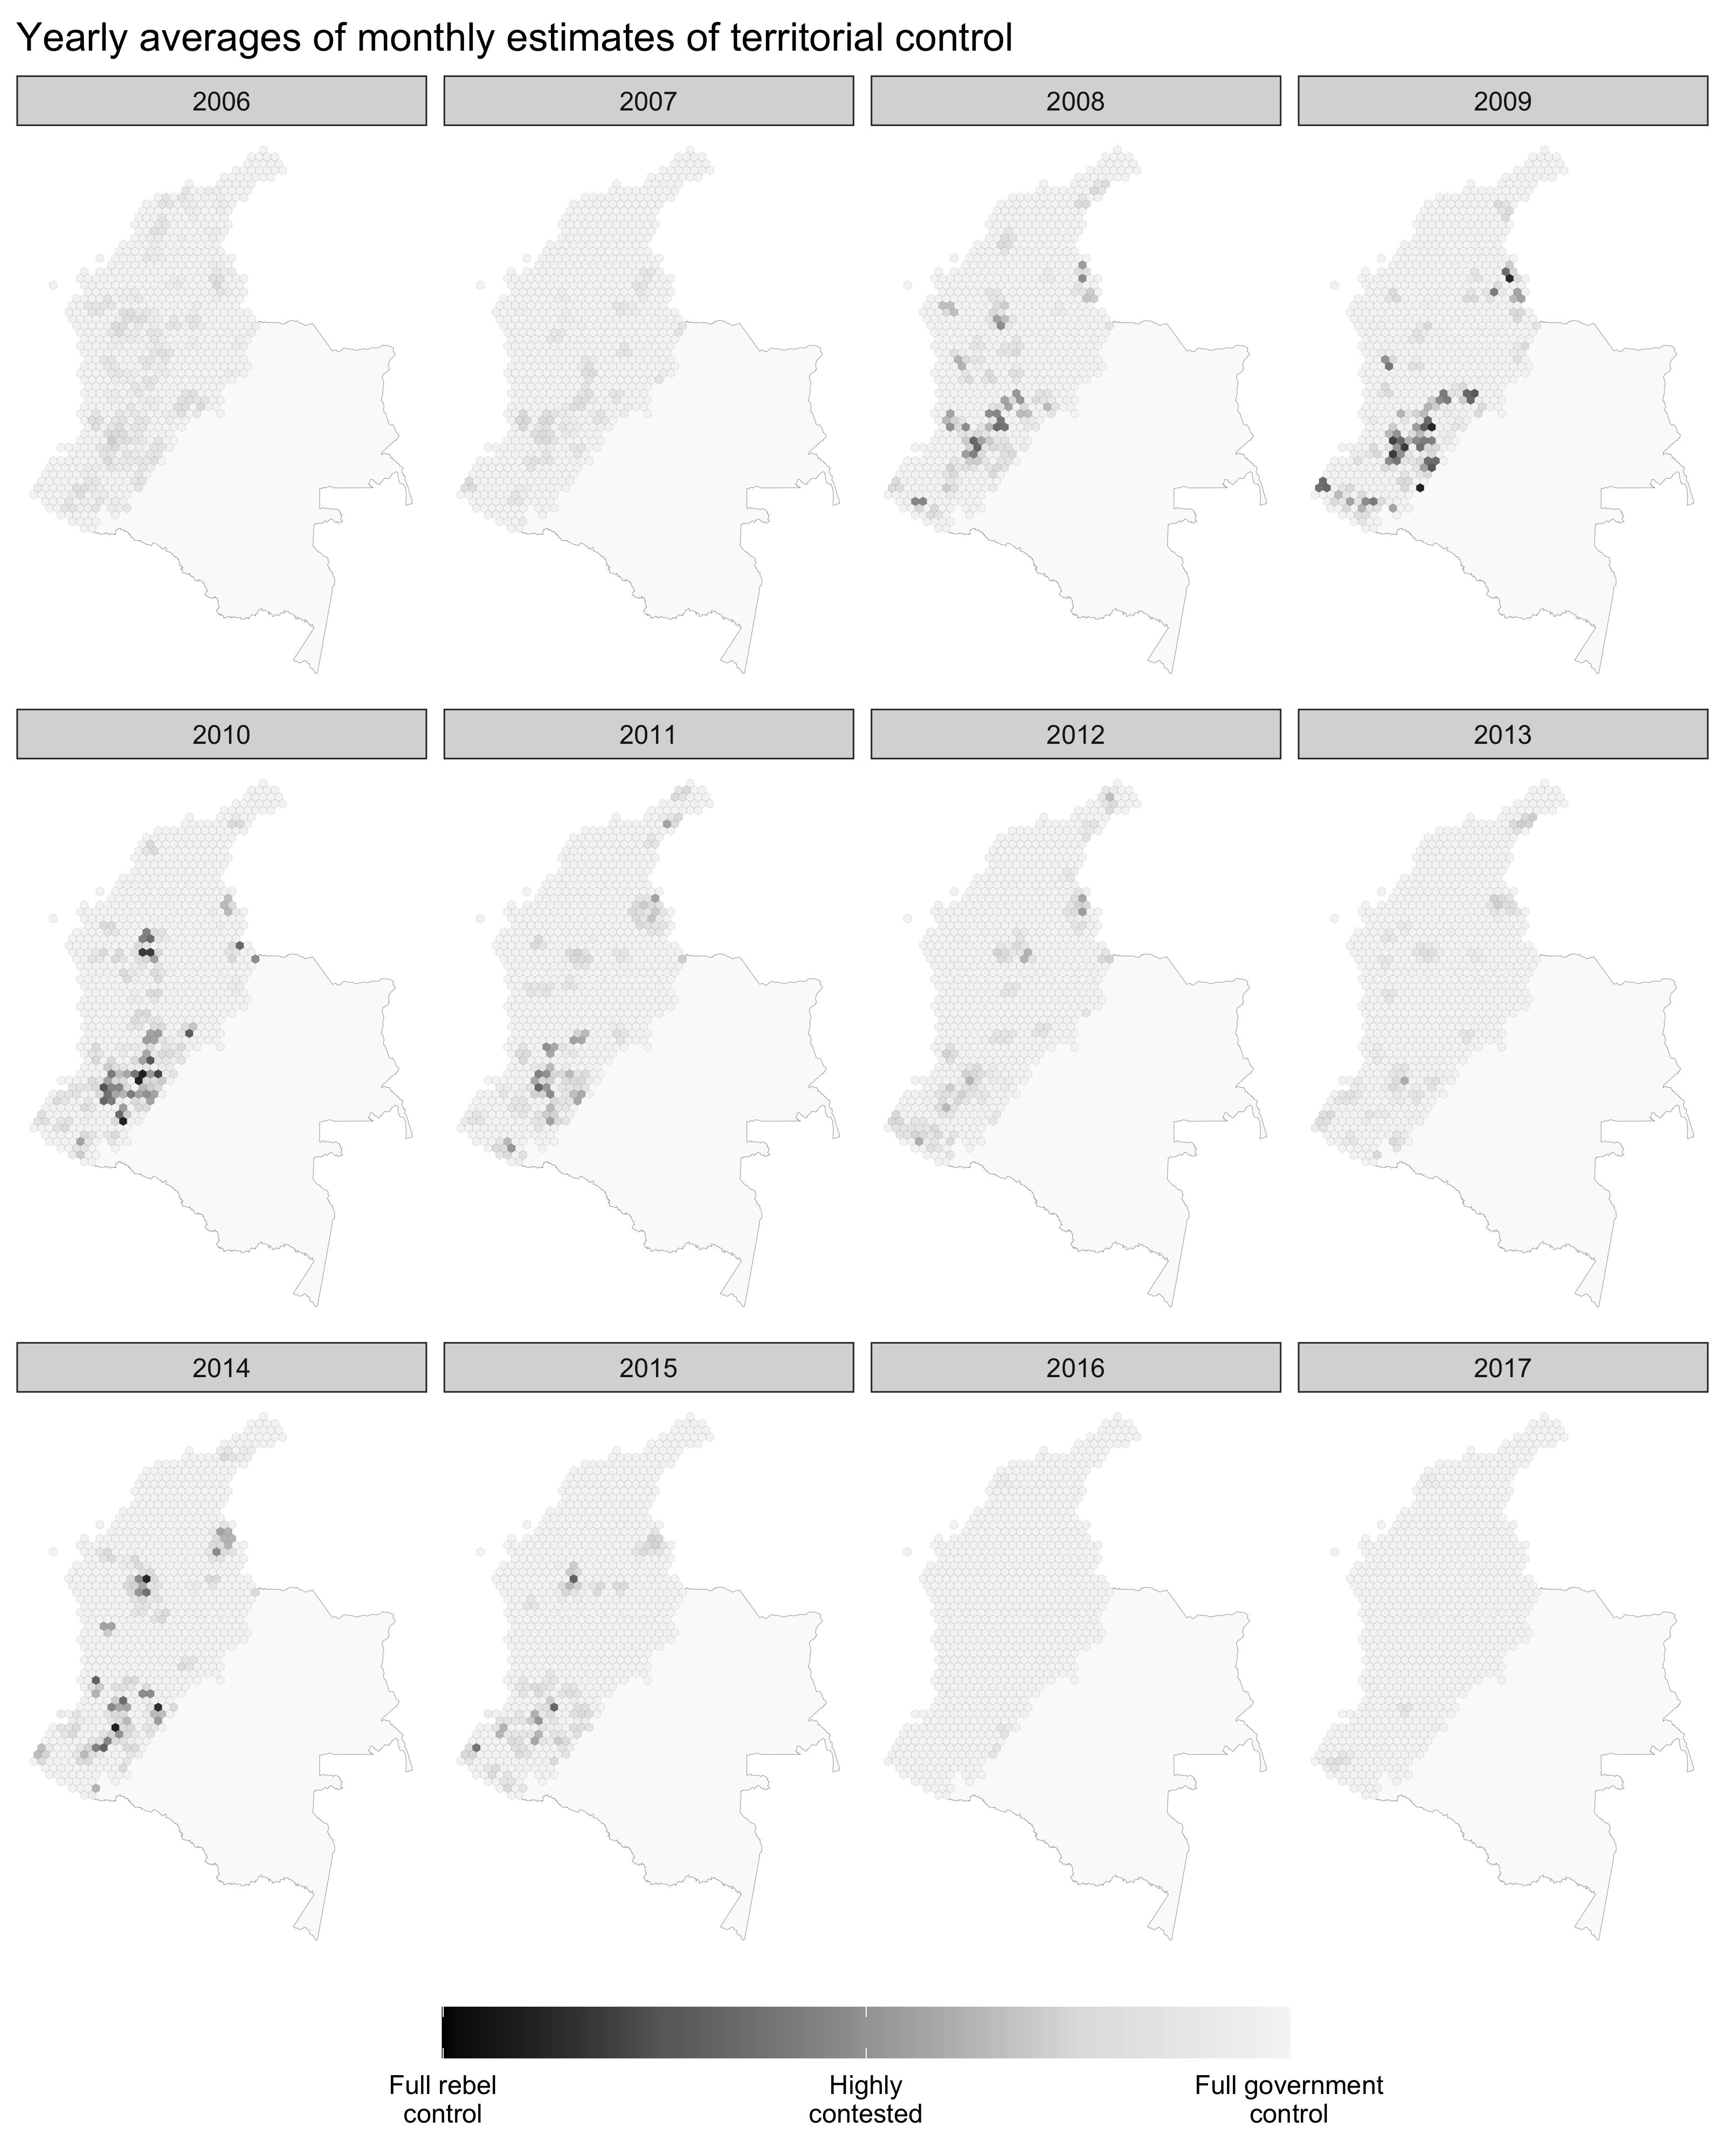 Yearly averages of monthly estimates of territorial control
2006
2007
2008
2009
2010
2011
2012
2013
2014
2015
2016
2017
Full rebel
control
Highly
contested
Full government
control